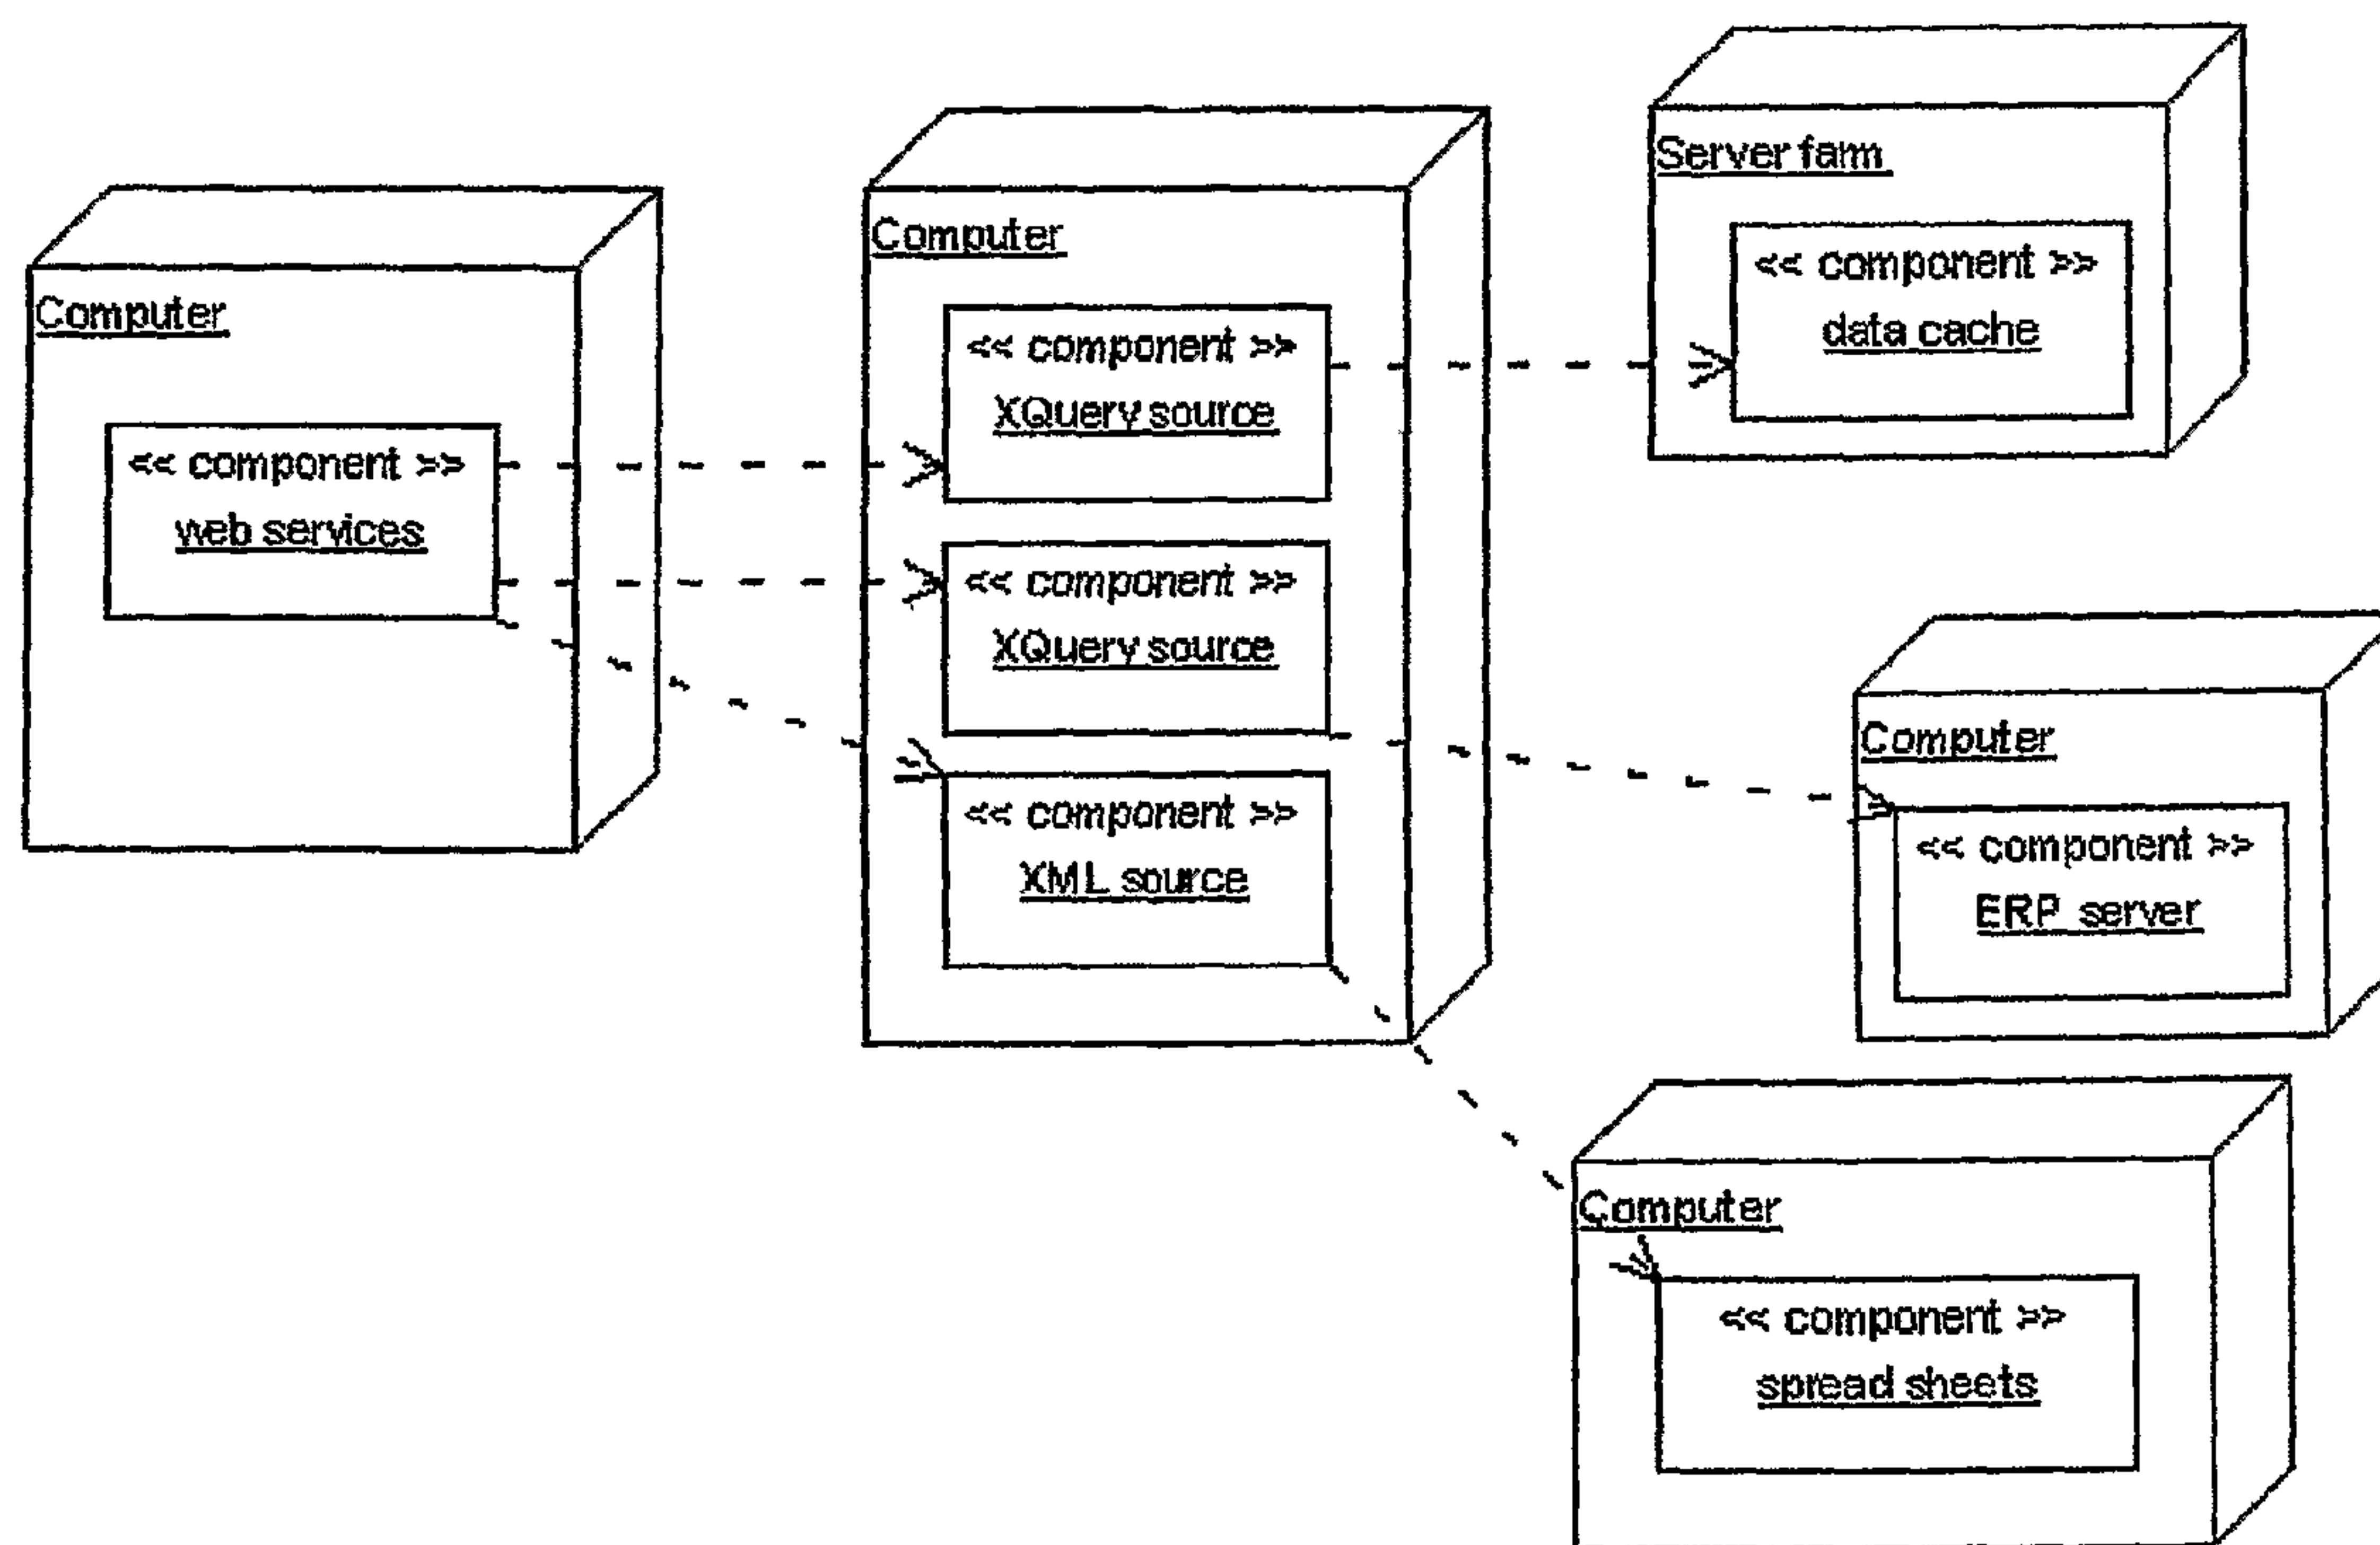 Computer
<< component >>
web services
Computer
<< component >>
XQuery source
<< component >>
XQuery source
<< component >>
XML source
Server farm
<< component >>
data cache
Computer
<< component >>
ERP server
Computer
<< component >>
spread sheets